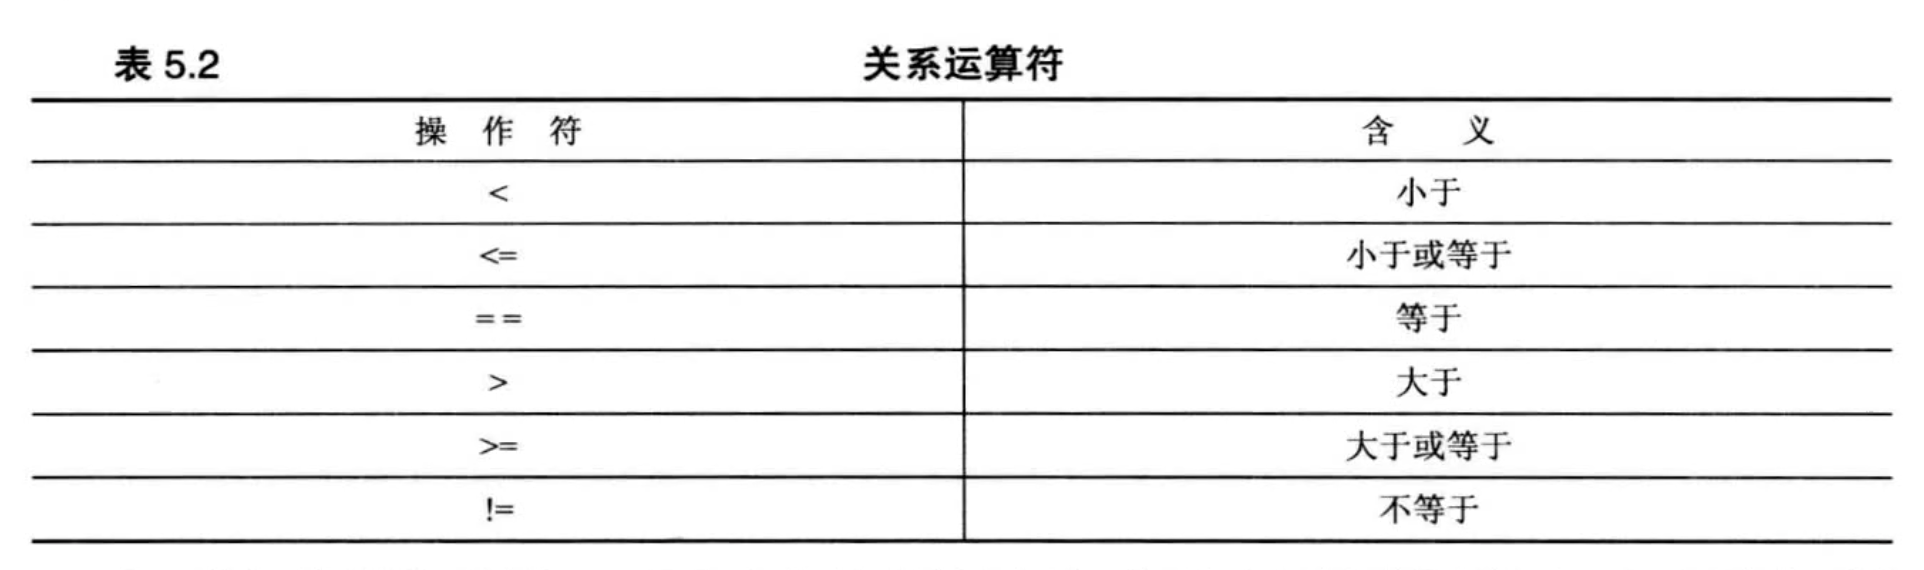 表 5.2 关系运算符
操 作 符 含 义
< 小于
<= 小于或等于
== 等于
> 大于
>= 大于或等于
!= 不等于